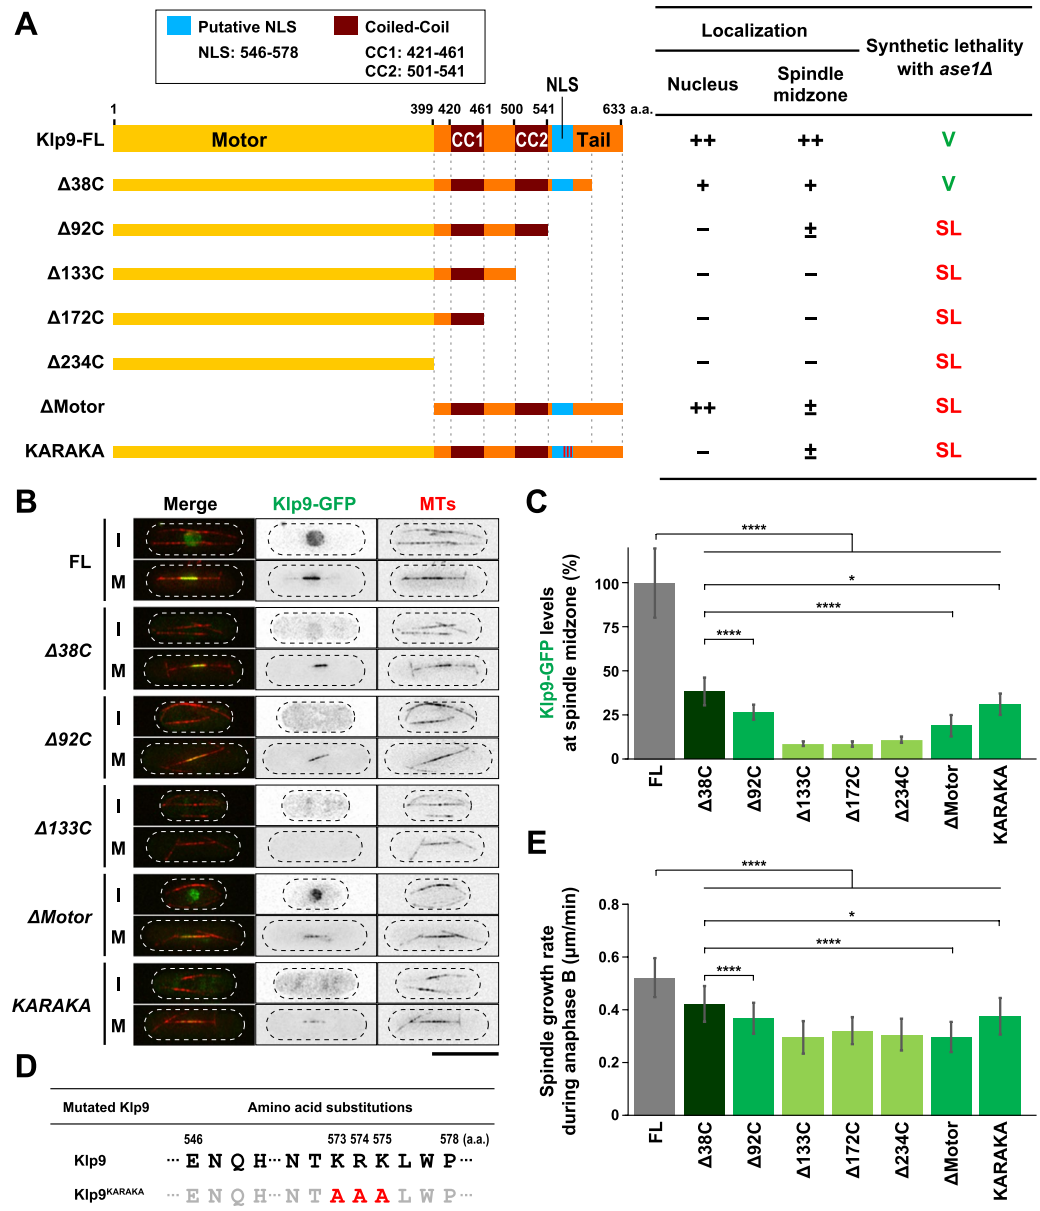 A
Putative NLS
NLS: 546-578
Coiled-Coil
CC1: 421-461
CC2: 501-541
Localization
Nucleus
Spindle
midzone
Synthetic lethality
with ase1Δ
NLS
1 399 420 461 500 541 633 a.a.
Klp9-FL Motor CC1 CC2 Tail ++ ++ V
Δ38C + + V
Δ92C – ± SL
Δ133C – – SL
Δ172C – – SL
Δ234C – – SL
ΔMotor ++ ± SL
KARAKA – ± SL
B
Merge Klp9-GFP MTs
FL
I
M
Δ38C
I
M
Δ92C
I
M
Δ133C
I
M
ΔMotor
I
M
KARAKA
I
M
C
Klp9-GFP levels
at spindle midzone (%)
100
75
50
25
0
****
*
****
****
FL
Δ38C
Δ92C
Δ133C
Δ172C
Δ234C
ΔMotor
KARAKA
D
Mutated Klp9 Amino acid substitutions
546 573 574 575 578 (a.a.)
Klp9 ··· E N Q H ··· N T K R K L W P ···
Klp9KARAKA ··· E N Q H ··· N T A A A L W P ···
E
Spindle growth rate
during anaphase B (μm/min)
0.8
0.6
0.4
0.2
0
****
*
****
****
FL
Δ38C
Δ92C
Δ133C
Δ172C
Δ234C
ΔMotor
KARAKA